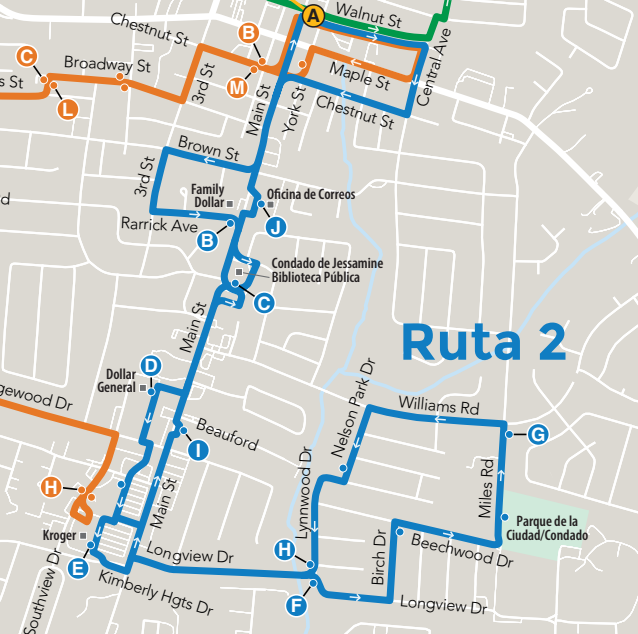 Chestnut St
A
Walnut St
B
C
Broadway St
3rd St
M
Maple St
Central Ave
s St
L
Main St
York St
Chestnut St
Brown St
3rd St
Family
Dollar
Oficina de Correos
d
Rarrick Ave
B
J
Condado de Jessamine
Biblioteca Pública
C
Main St
Ruta 2
D
Dollar
General
gewood Dr
Beauford
I
Nelson Park Dr
Williams Rd
G
Lynnwood Dr
Miles Rd
H
Main St
Parque de la
Ciudad/Condado
Kroger
E
Longview Dr
H
Birch Dr
Beechwood Dr
Southview Dr
Kimberly Hgts Dr
F
Longview Dr